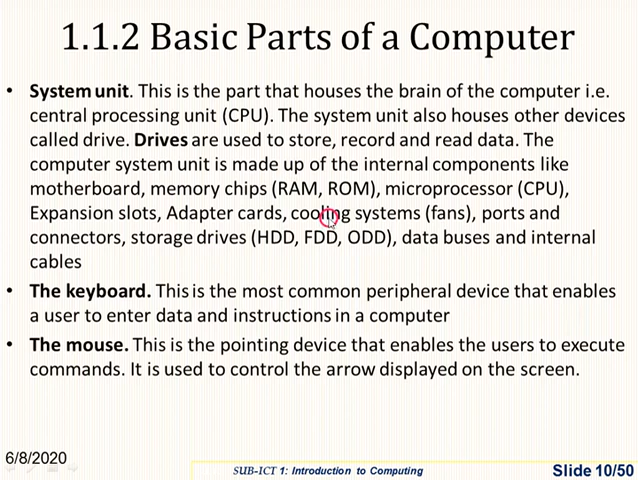 1.1.2 Basic Parts of a Computer
• System unit. This is the part that houses the brain of the computer i.e.
central processing unit (CPU). The system unit also houses other devices
called drive. Drives are used to store, record and read data. The
computer system unit is made up of the internal components like
motherboard, memory chips (RAM, ROM), microprocessor (CPU),
Expansion slots, Adapter cards, cooling systems (fans), ports and
connectors, storage drives (HDD, FDD, ODD), data buses and internal
cables
• The keyboard. This is the most common peripheral device that enables
a user to enter data and instructions in a computer
• The mouse. This is the pointing device that enables the users to execute
commands. It is used to control the arrow displayed on the screen.
6/8/2020
SUB-ICT 1: Introduction to Computing
Slide 10/50